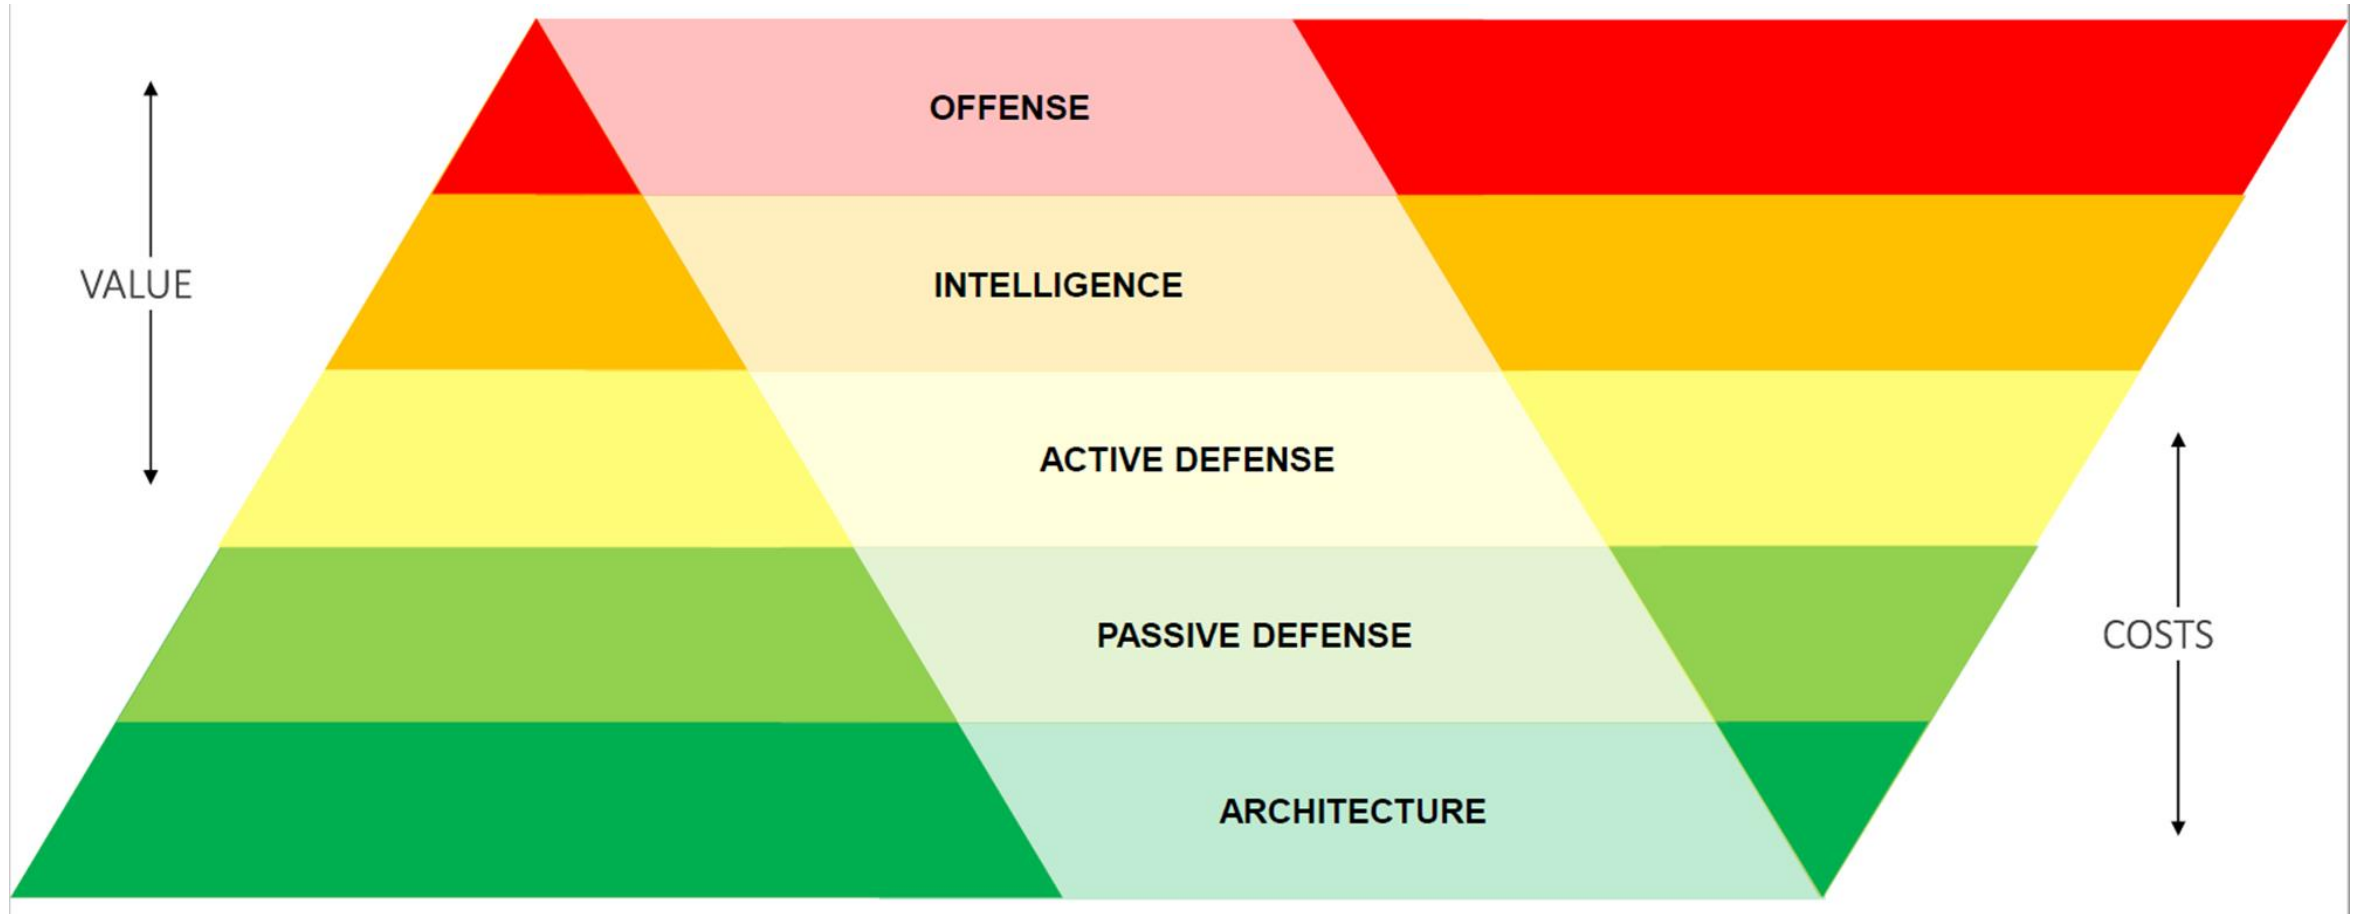 OFFENSE
VALUE
INTELLIGENCE
ACTIVE DEFENSE
PASSIVE DEFENSE
COSTS
ARCHITECTURE